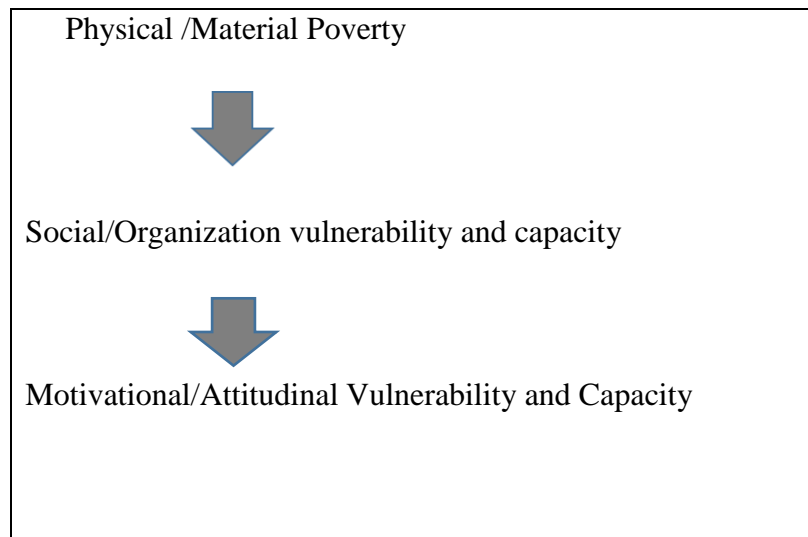 Physical /Material Poverty
Social/Organization vulnerability and capacity
Motivational/Attitudinal Vulnerability and Capacity